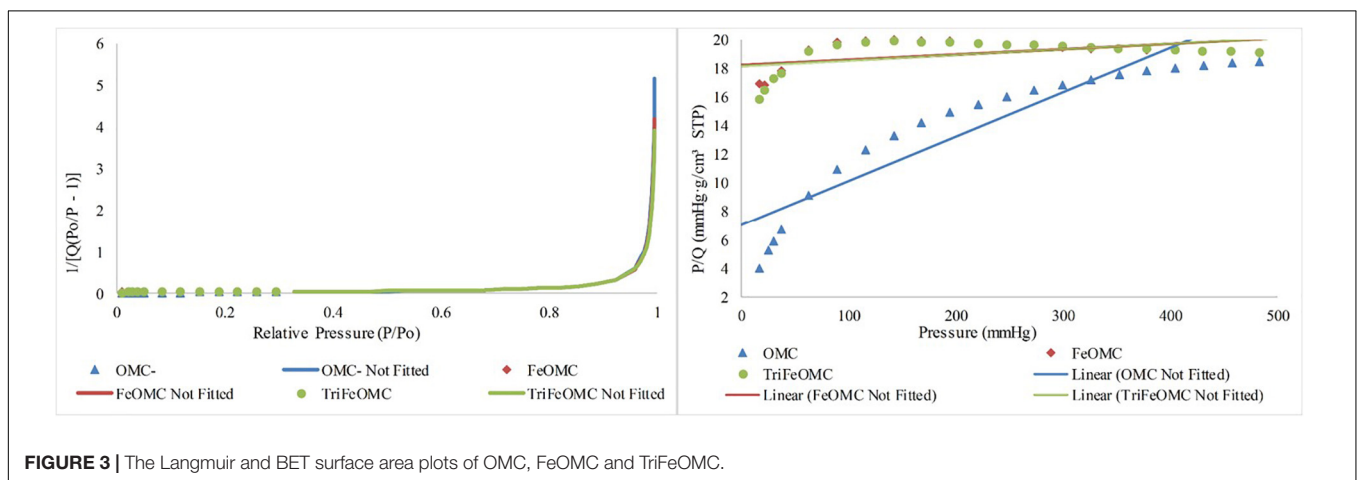 6
5
4
3
2
1
0
1/[Q(Po/P - 1)]
0 0.2 0.4 0.6 0.8 1
Relative Pressure (P/Po)
OMC- OMC- Not Fitted FeOMC
FeOMC Not Fitted TriFeOMC TriFeOMC Not Fitted
20
18
16
14
12
10
8
6
4
2
P/Q (mmHg·g/cm³ STP)
0 100 200 300 400 500
Pressure (mmHg)
OMC FeOMC
TriFeOMC Linear (OMC Not Fitted)
Linear (FeOMC Not Fitted) Linear (TriFeOMC Not Fitted)
FIGURE 3 | The Langmuir and BET surface area plots of OMC, FeOMC and TriFeOMC.